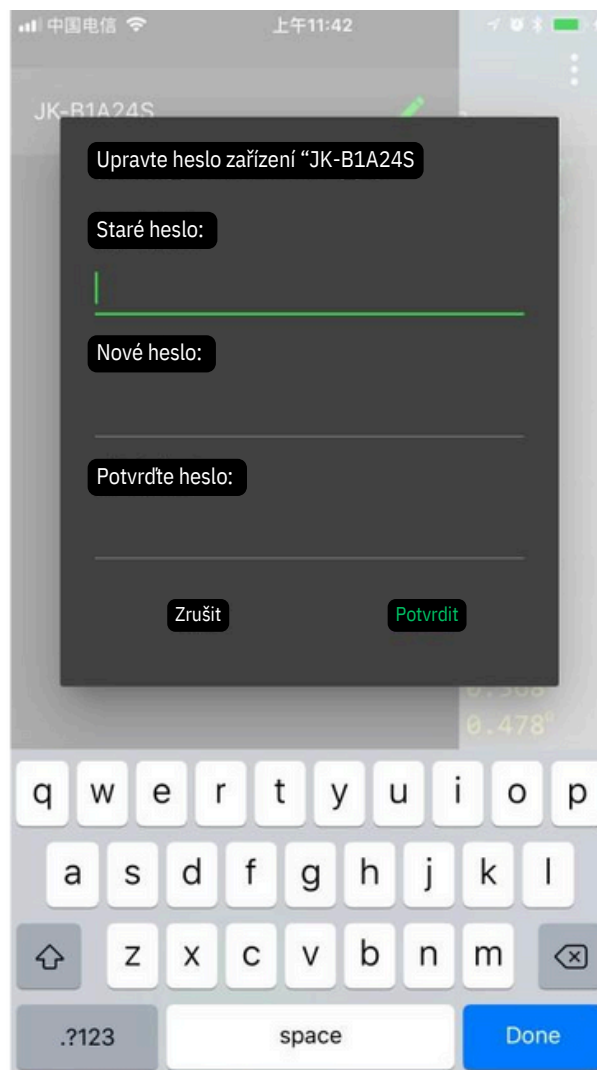 中国电信 上午11:42
JK-B1A24S
Upravte heslo zařízení “JK-B1A24S
Staré heslo:
Nové heslo:
Potvrďte heslo:
Zrušit Potvrdit
0.478
q w e r t y u i o p
a s d f g h j k l
z x c v b n m
.?123 space Done